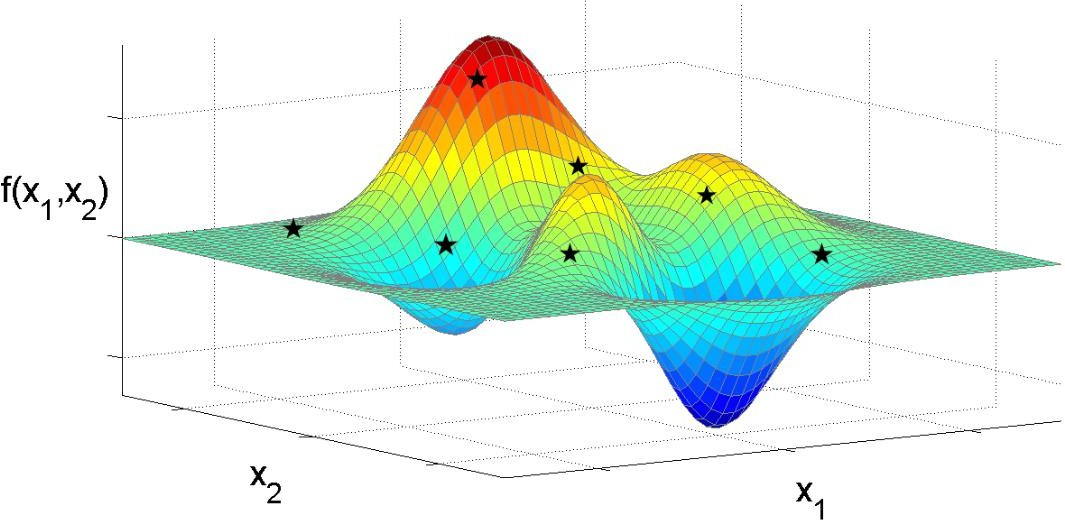 f(x₁,x₂)
x₂
x₁